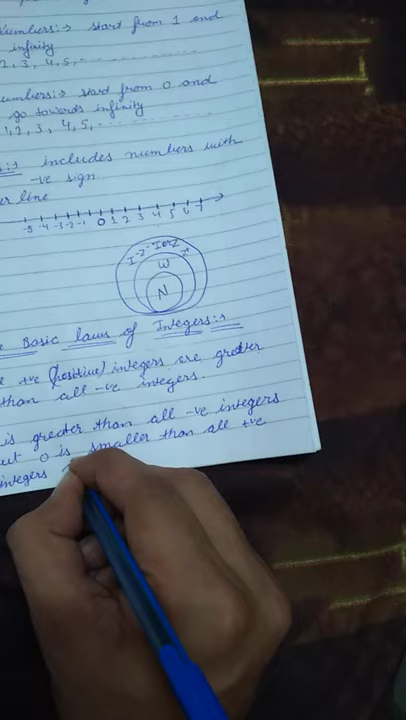 Numbers:→ start from 1 and
infinity
2, 3, 4, 5, - - - - - - - - -
umbers:→ start from 0 and
go towards infinity
1, 2, 3, 4, 5, - - - - - - - - -
includes numbers with
-ve sign
er line
-5 -4 -3 -2 -1 0 1 2 3 4 5 6 7
W
N
Basic laws of Integers:→
+ve (positive) integers are greater
than all -ve integers.
is greater than all -ve integers
but 0 is smaller than all +ve
integers